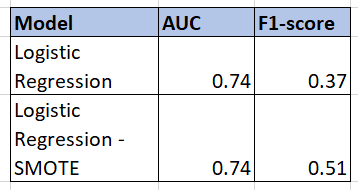 Model AUC F1-score
Logistic
Regression 0.74 0.37
Logistic
Regression -
SMOTE 0.74 0.51